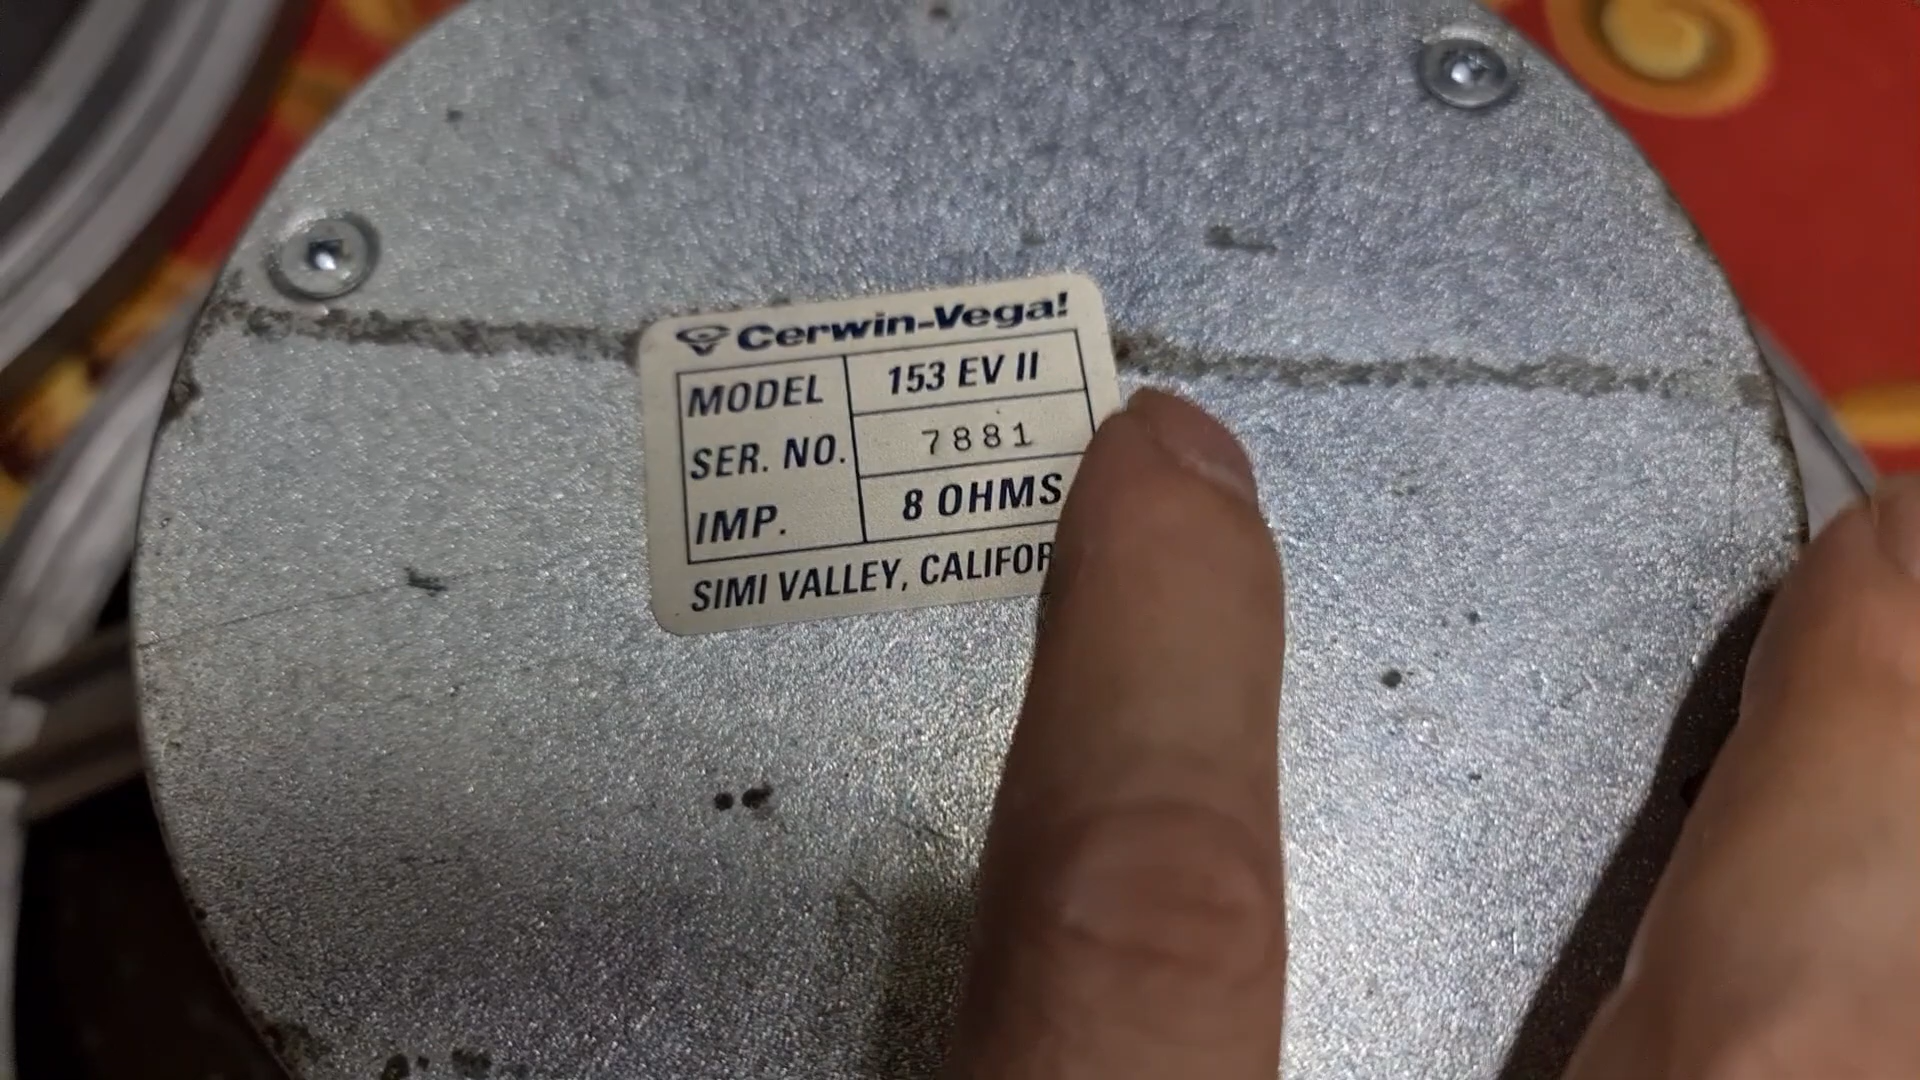 Cerwin-Vega!
MODEL 153 EV II
SER. NO. 7881
IMP. 8 OHMS
SIMI VALLEY, CALIFOR